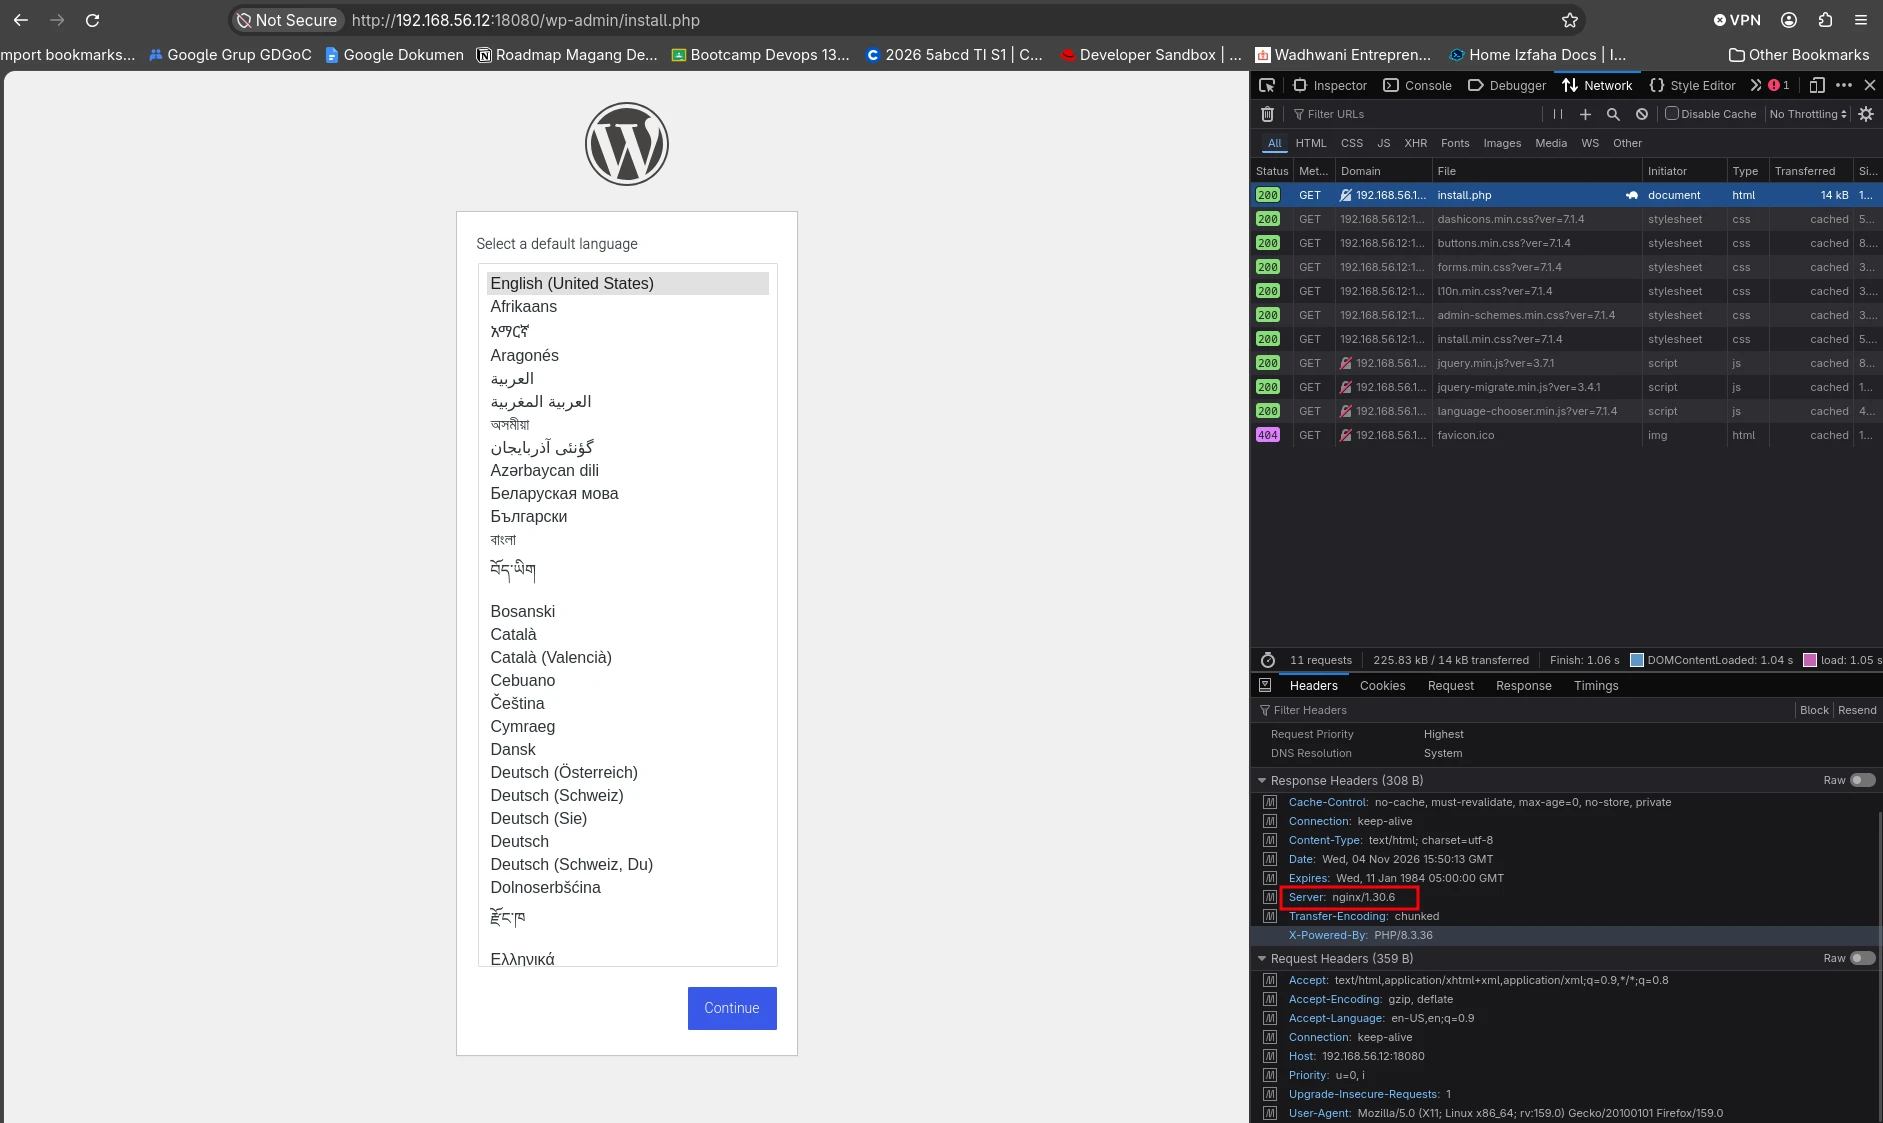 Not Secure http://192.168.56.12:18080/wp-admin/install.php VPN
mport bookmarks... Google Grup GDGoC Google Dokumen Roadmap Magang De... Bootcamp Devops 13... 2026 5abcd TI S1 | C... Developer Sandbox | ... Wadhwani Entrepren... Home Izfaha Docs | I... Other Bookmarks
Select a default language
English (United States)
Afrikaans
አማርኛ
Aragonés
العربية
العربية المغربية
অসমীয়া
گؤنئی آذربایجان
Azərbaycan dili
Беларуская мова
Български
বাংলা
བོད་ཡིག
Bosanski
Català
Català (Valencià)
Cebuano
Čeština
Cymraeg
Dansk
Deutsch (Österreich)
Deutsch (Schweiz)
Deutsch (Sie)
Deutsch
Deutsch (Schweiz, Du)
Dolnoserbšćina
རྫོང་ཁ
Ελληνικά
Continue
Inspector Console Debugger Network Style Editor 1
Filter URLs Disable Cache No Throttling
All HTML CSS JS XHR Fonts Images Media WS Other
Status Met... Domain File Initiator Type Transferred Si...
200 GET 192.168.56.1... install.php document html 14 kB 1...
200 GET 192.168.56.12:1... dashicons.min.css?ver=7.1.4 stylesheet css cached 5...
200 GET 192.168.56.12:1... buttons.min.css?ver=7.1.4 stylesheet css cached 8....
200 GET 192.168.56.12:1... forms.min.css?ver=7.1.4 stylesheet css cached 3...
200 GET 192.168.56.12:1... l10n.min.css?ver=7.1.4 stylesheet css cached 3....
200 GET 192.168.56.12:1... admin-schemes.min.css?ver=7.1.4 stylesheet css cached 3....
200 GET 192.168.56.12:1... install.min.css?ver=7.1.4 stylesheet css cached 5....
200 GET 192.168.56.1... jquery.min.js?ver=3.7.1 script js cached 8...
200 GET 192.168.56.1... jquery-migrate.min.js?ver=3.4.1 script js cached 1...
200 GET 192.168.56.1... language-chooser.min.js?ver=7.1.4 script js cached 4...
404 GET 192.168.56.1... favicon.ico img html cached 1...
11 requests 225.83 kB / 14 kB transferred Finish: 1.06 s DOMContentLoaded: 1.04 s load: 1.05 s
Headers Cookies Request Response Timings
Filter Headers Block Resend
Request Priority Highest
DNS Resolution System
Response Headers (308 B) Raw
Cache-Control: no-cache, must-revalidate, max-age=0, no-store, private
Connection: keep-alive
Content-Type: text/html; charset=utf-8
Date: Wed, 04 Nov 2026 15:50:13 GMT
Expires: Wed, 11 Jan 1984 05:00:00 GMT
Server: nginx/1.30.6
Transfer-Encoding: chunked
X-Powered-By: PHP/8.3.36
Request Headers (359 B) Raw
Accept: text/html,application/xhtml+xml,application/xml;q=0.9,*/*;q=0.8
Accept-Encoding: gzip, deflate
Accept-Language: en-US,en;q=0.9
Connection: keep-alive
Host: 192.168.56.12:18080
Priority: u=0, i
Upgrade-Insecure-Requests: 1
User-Agent: Mozilla/5.0 (X11; Linux x86_64; rv:159.0) Gecko/20100101 Firefox/159.0